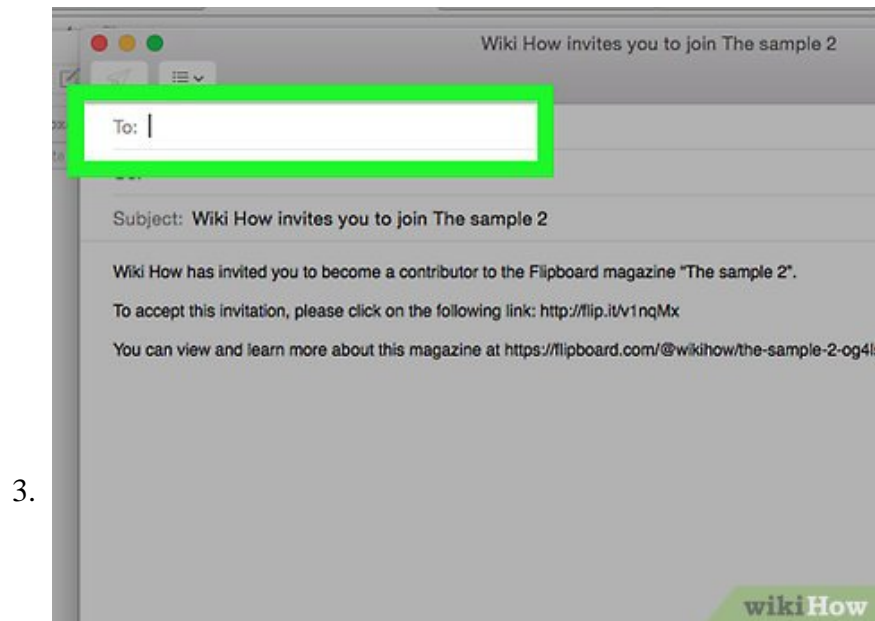 Wiki How invites you to join The sample 2
To:
Subject: Wiki How invites you to join The sample 2
Wiki How has invited you to become a contributor to the Flipboard magazine “The sample 2”.
To accept this invitation, please click on the following link: http://flip.it/v1nqMx
You can view and learn more about this magazine at https://flipboard.com/@wikihow/the-sample-2-og4l
3.
wikiHow